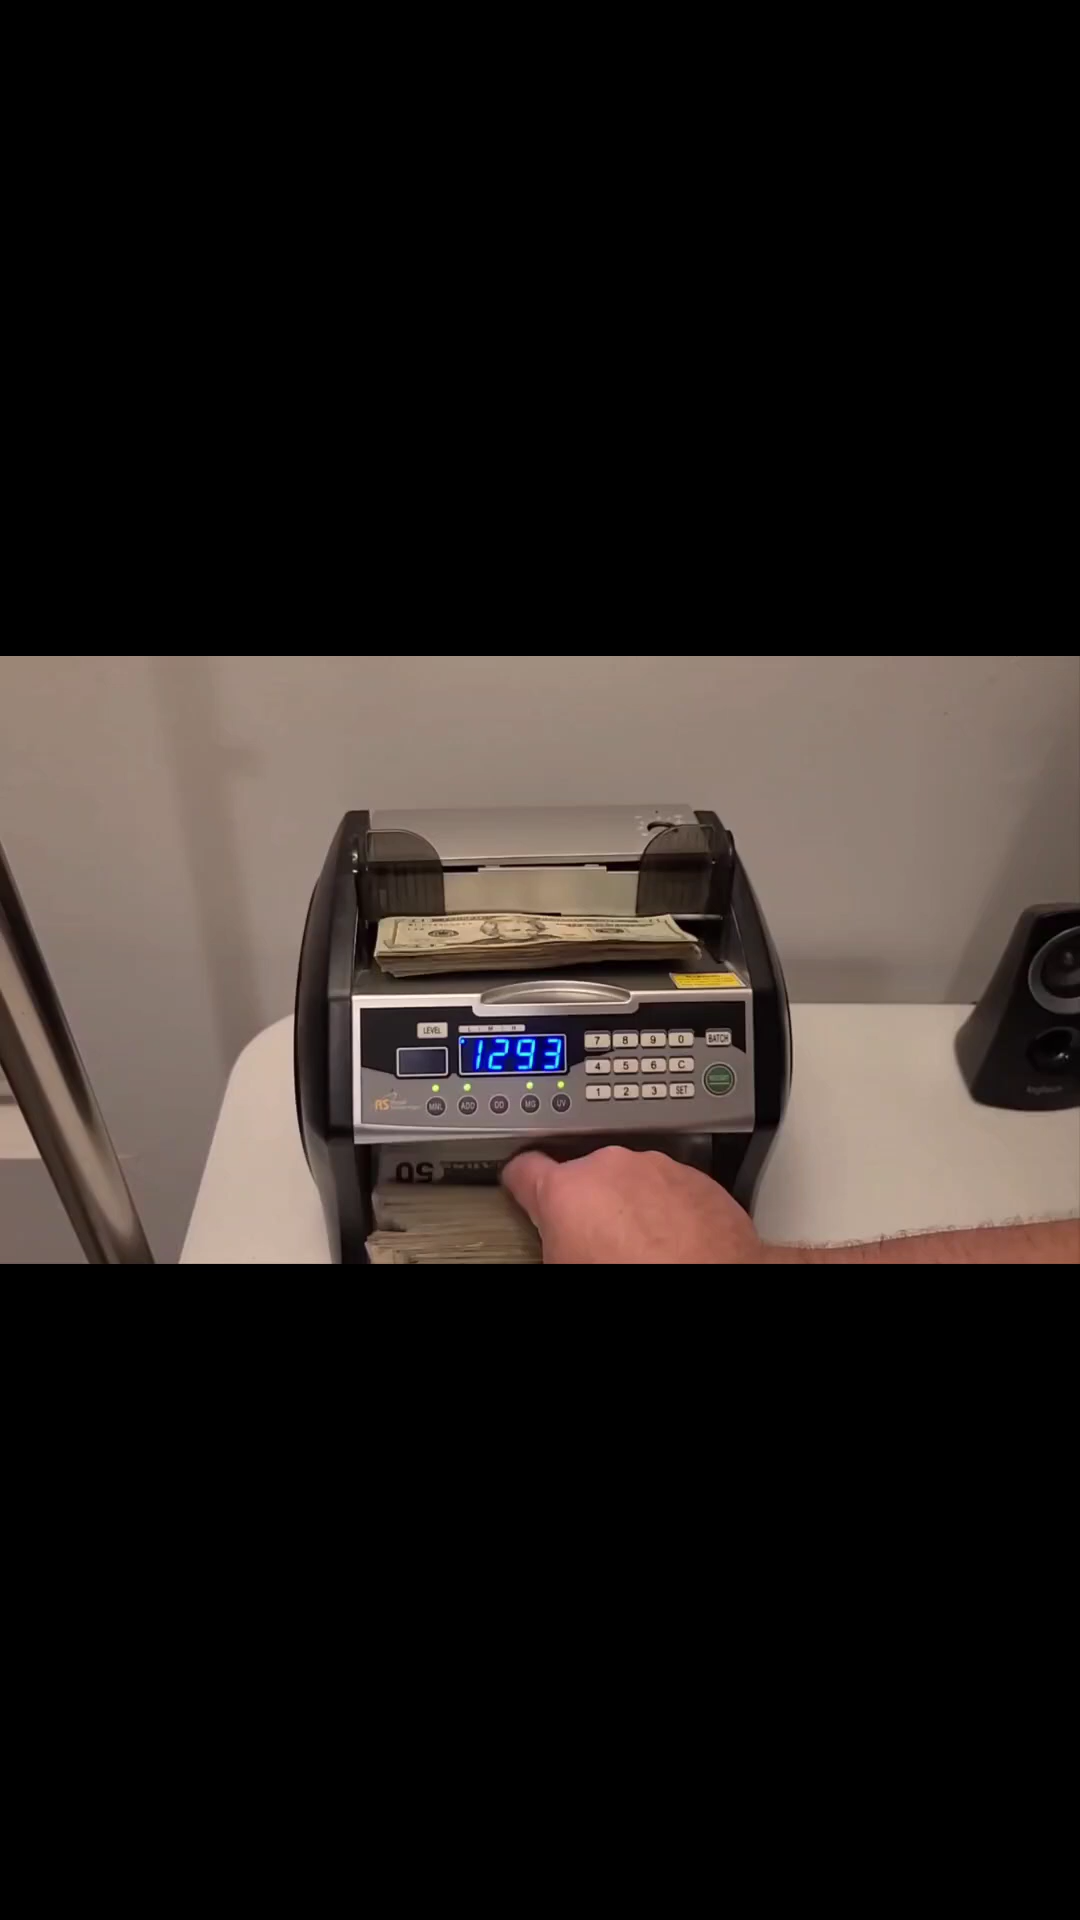 LEVEL
L M H
1293
7 8 9 0 BATCH
4 5 6 C
1 2 3 SET
RS
MNL ADD DD MG UV
50
logitech